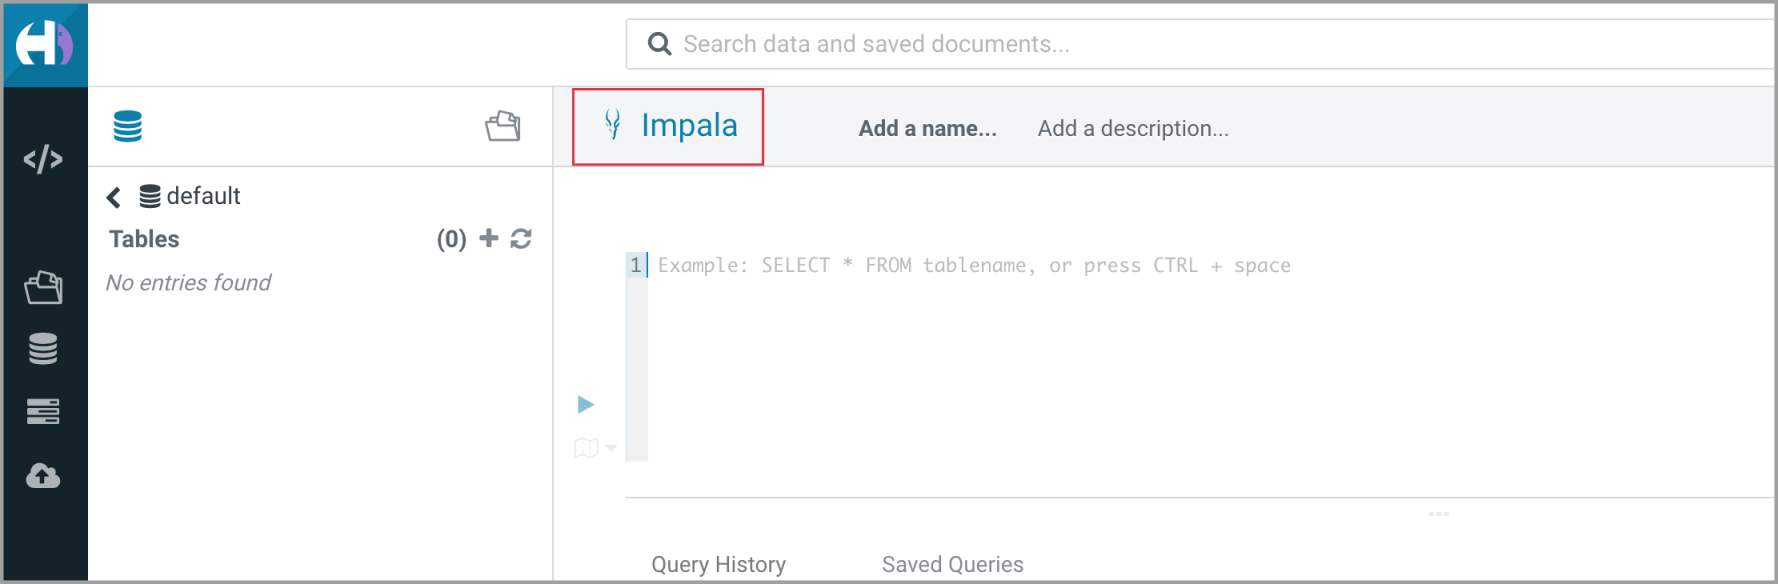 Search data and saved documents...
Impala
Add a name...
Add a description...
default
Tables
(0)
No entries found
1
Example: SELECT * FROM tablename, or press CTRL + space
Query History
Saved Queries